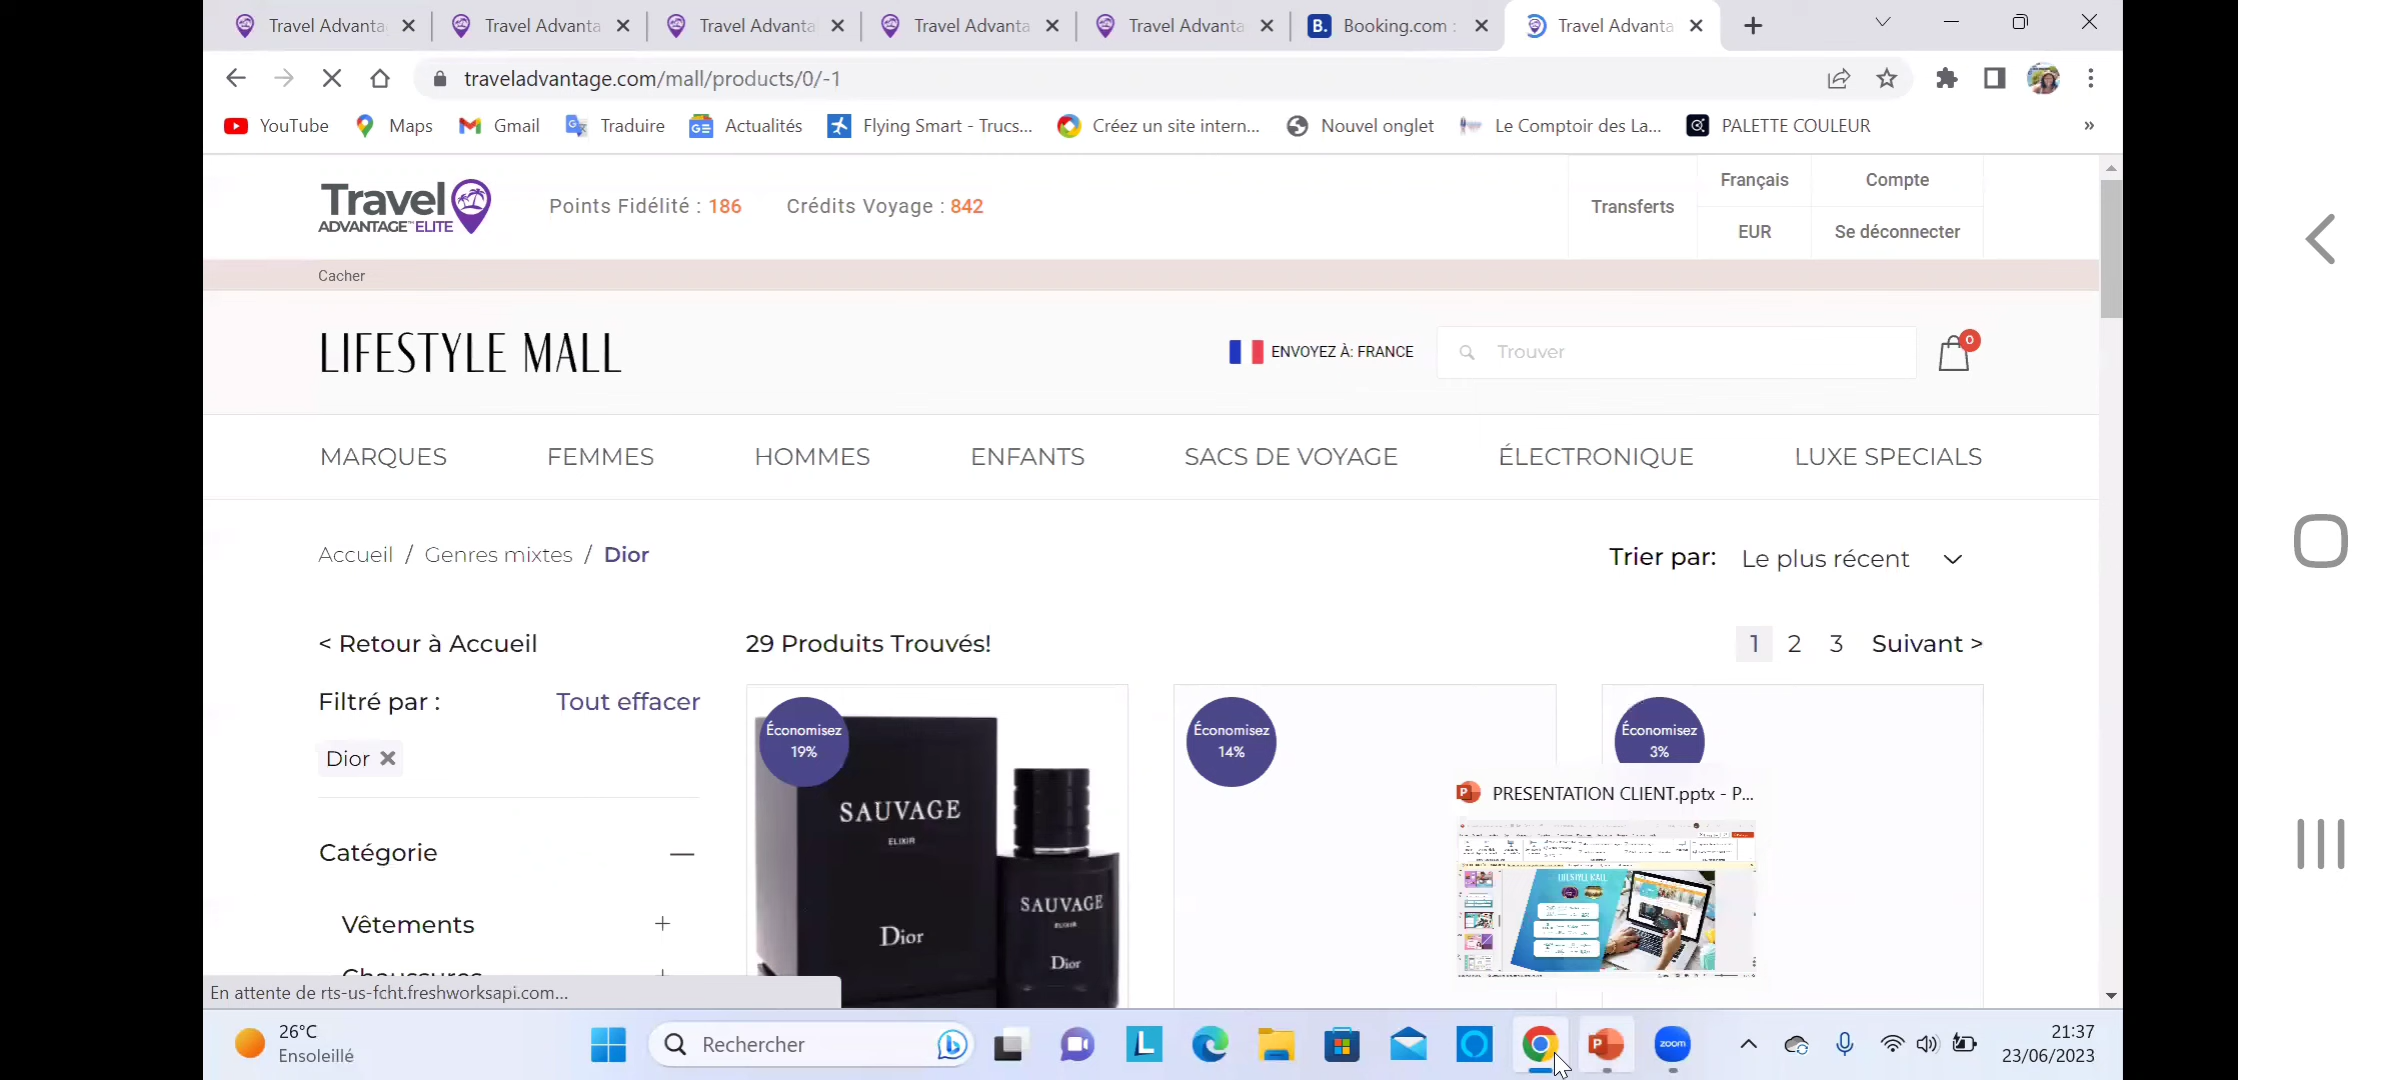 Travel Advanta
Travel Advanta
Travel Advanta
Travel Advanta
Travel Advanta
B. Booking.com :
Travel Advanta
traveladvantage.com/mall/products/0/-1
YouTube
Maps
Gmail
Traduire
Actualités
Flying Smart - Trucs...
Créez un site intern...
Nouvel onglet
Le Comptoir des La...
PALETTE COULEUR
»
Travel
ADVANTAGE™ ELITE
Points Fidélité : 186
Crédits Voyage : 842
Transferts
Français
Compte
EUR
Se déconnecter
Cacher
LIFESTYLE MALL
ENVOYEZ À: FRANCE
Trouver
0
MARQUES
FEMMES
HOMMES
ENFANTS
SACS DE VOYAGE
ÉLECTRONIQUE
LUXE SPECIALS
Accueil / Genres mixtes / Dior
Trier par: Le plus récent
< Retour à Accueil
29 Produits Trouvés!
1 2 3 Suivant >
Filtré par :
Tout effacer
Dior
Catégorie
Vêtements
Chaussures
Économisez
19%
SAUVAGE
ELIXIR
Dior
SAUVAGE
ELIXIR
Dior
Économisez
14%
Économisez
3%
PRESENTATION CLIENT.pptx - P...
LIFESTYLE MALL
En attente de rts-us-fcht.freshworksapi.com...
26°C
Ensoleillé
Rechercher
L
P
zoom
21:37
23/06/2023